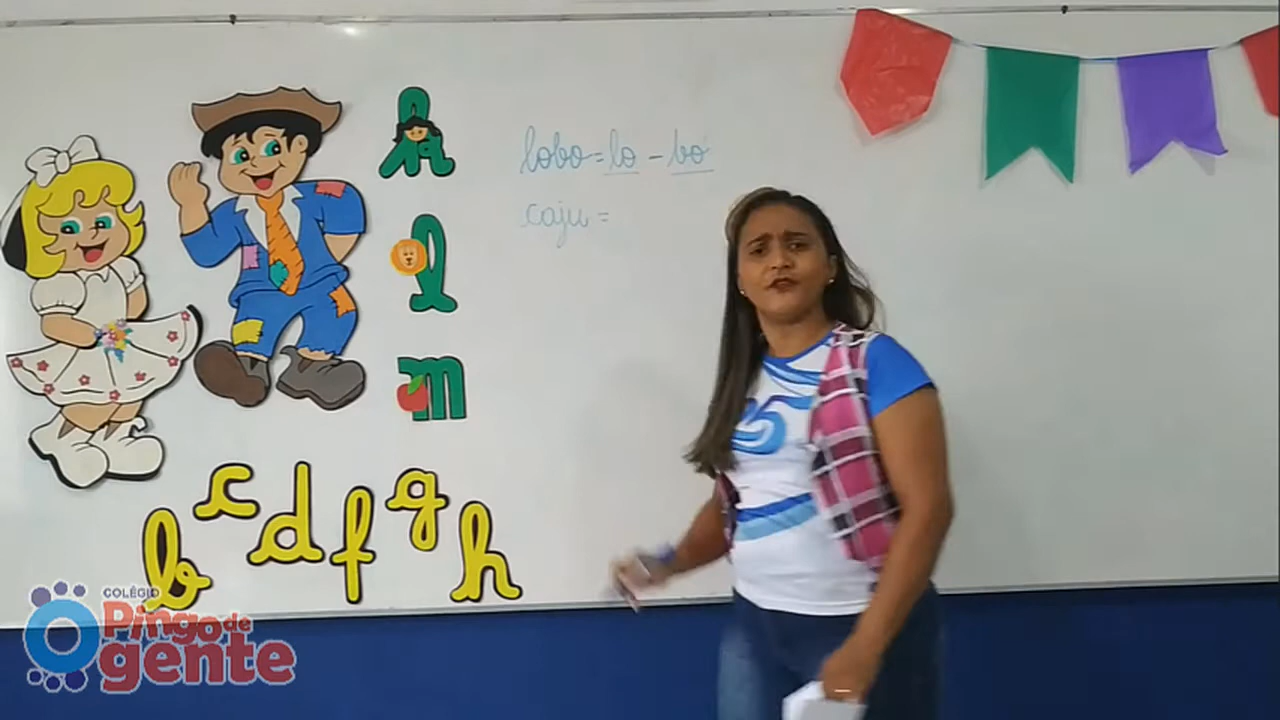 lobo = lo - bo
caju =
k
l
m
b c d f g h
COLÉGIO
Pingo de
gente